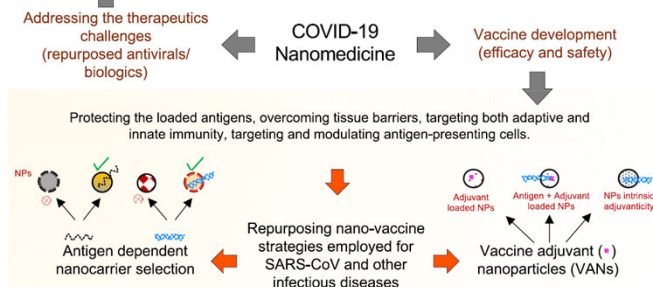 Addressing the therapeutics
challenges
(repurposed antivirals/
biologics)
COVID-19
Nanomedicine
Vaccine development
(efficacy and safety)
Protecting the loaded antigens, overcoming tissue barriers, targeting both adaptive and
innate immunity, targeting and modulating antigen-presenting cells.
NPs
Adjuvant
loaded NPs
Antigen + Adjuvant
loaded NPs
NPs intrinsic
adjuvanticity
Antigen dependent
nanocarrier selection
Repurposing nano-vaccine
strategies employed for
SARS-CoV and other
infectious diseases
Vaccine adjuvant (▪)
nanoparticles (VANs)